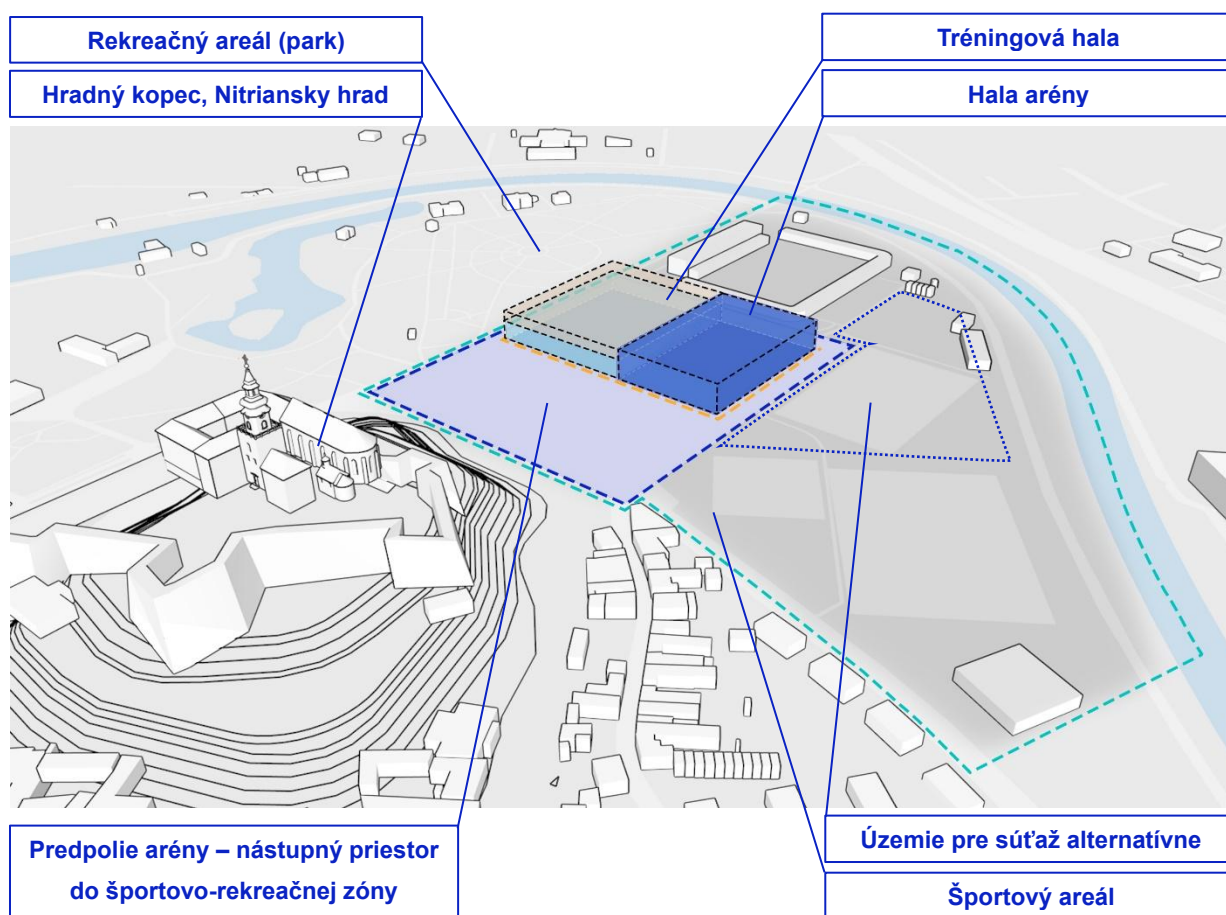 Rekreačný areál (park)
Hradný kopec, Nitriansky hrad
Tréningová hala
Hala arény
Predpolie arény – nástupný priestor
do športovo-rekreačnej zóny
Územie pre súťaž alternatívne
Športový areál